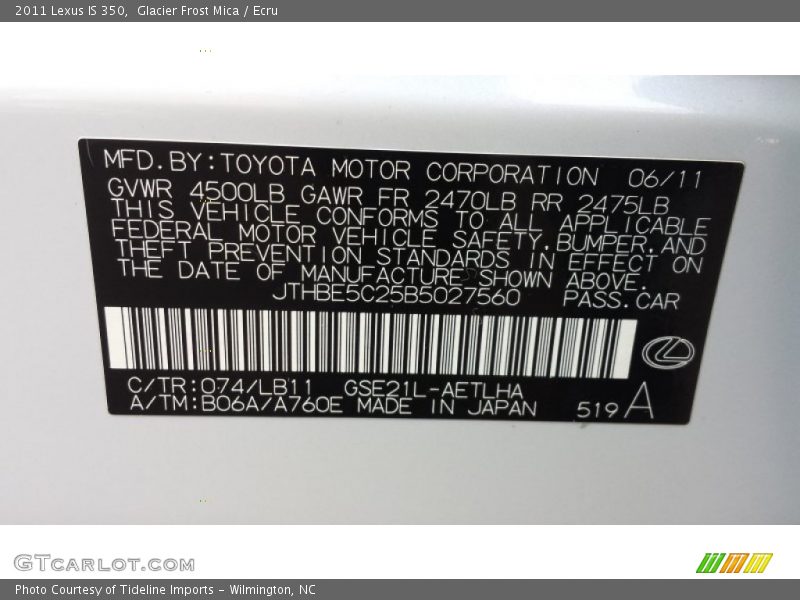 2011 Lexus IS 350,  Glacier Frost Mica / Ecru
MFD.BY:TOYOTA MOTOR CORPORATION 06/11
GVWR 4500LB GAWR FR 2470LB RR 2475LB
THIS VEHICLE CONFORMS TO ALL APPLICABLE
FEDERAL MOTOR VEHICLE SAFETY,BUMPER,AND
THEFT PREVENTION STANDARDS IN EFFECT ON
THE DATE OF MANUFACTURE SHOWN ABOVE.
JTHBE5C25B5027560 PASS.CAR
C/TR:074/LB11 GSE21L-AETLHA
A/TM:B06A/A760E MADE IN JAPAN 519A
GTcarlot.com
Photo Courtesy of Tideline Imports - Wilmington, NC